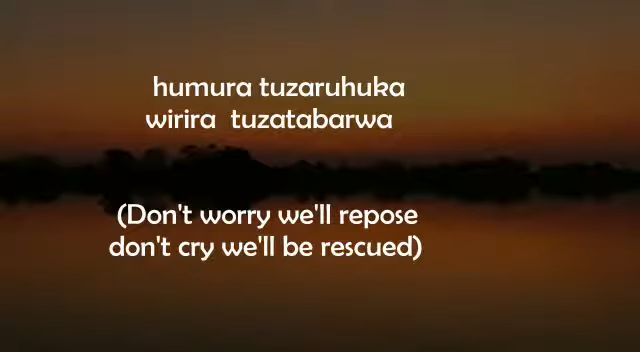 humura tuzaruhuka
wirira tuzatabarwa
(Don't worry we'll repose
don't cry we'll be rescued)